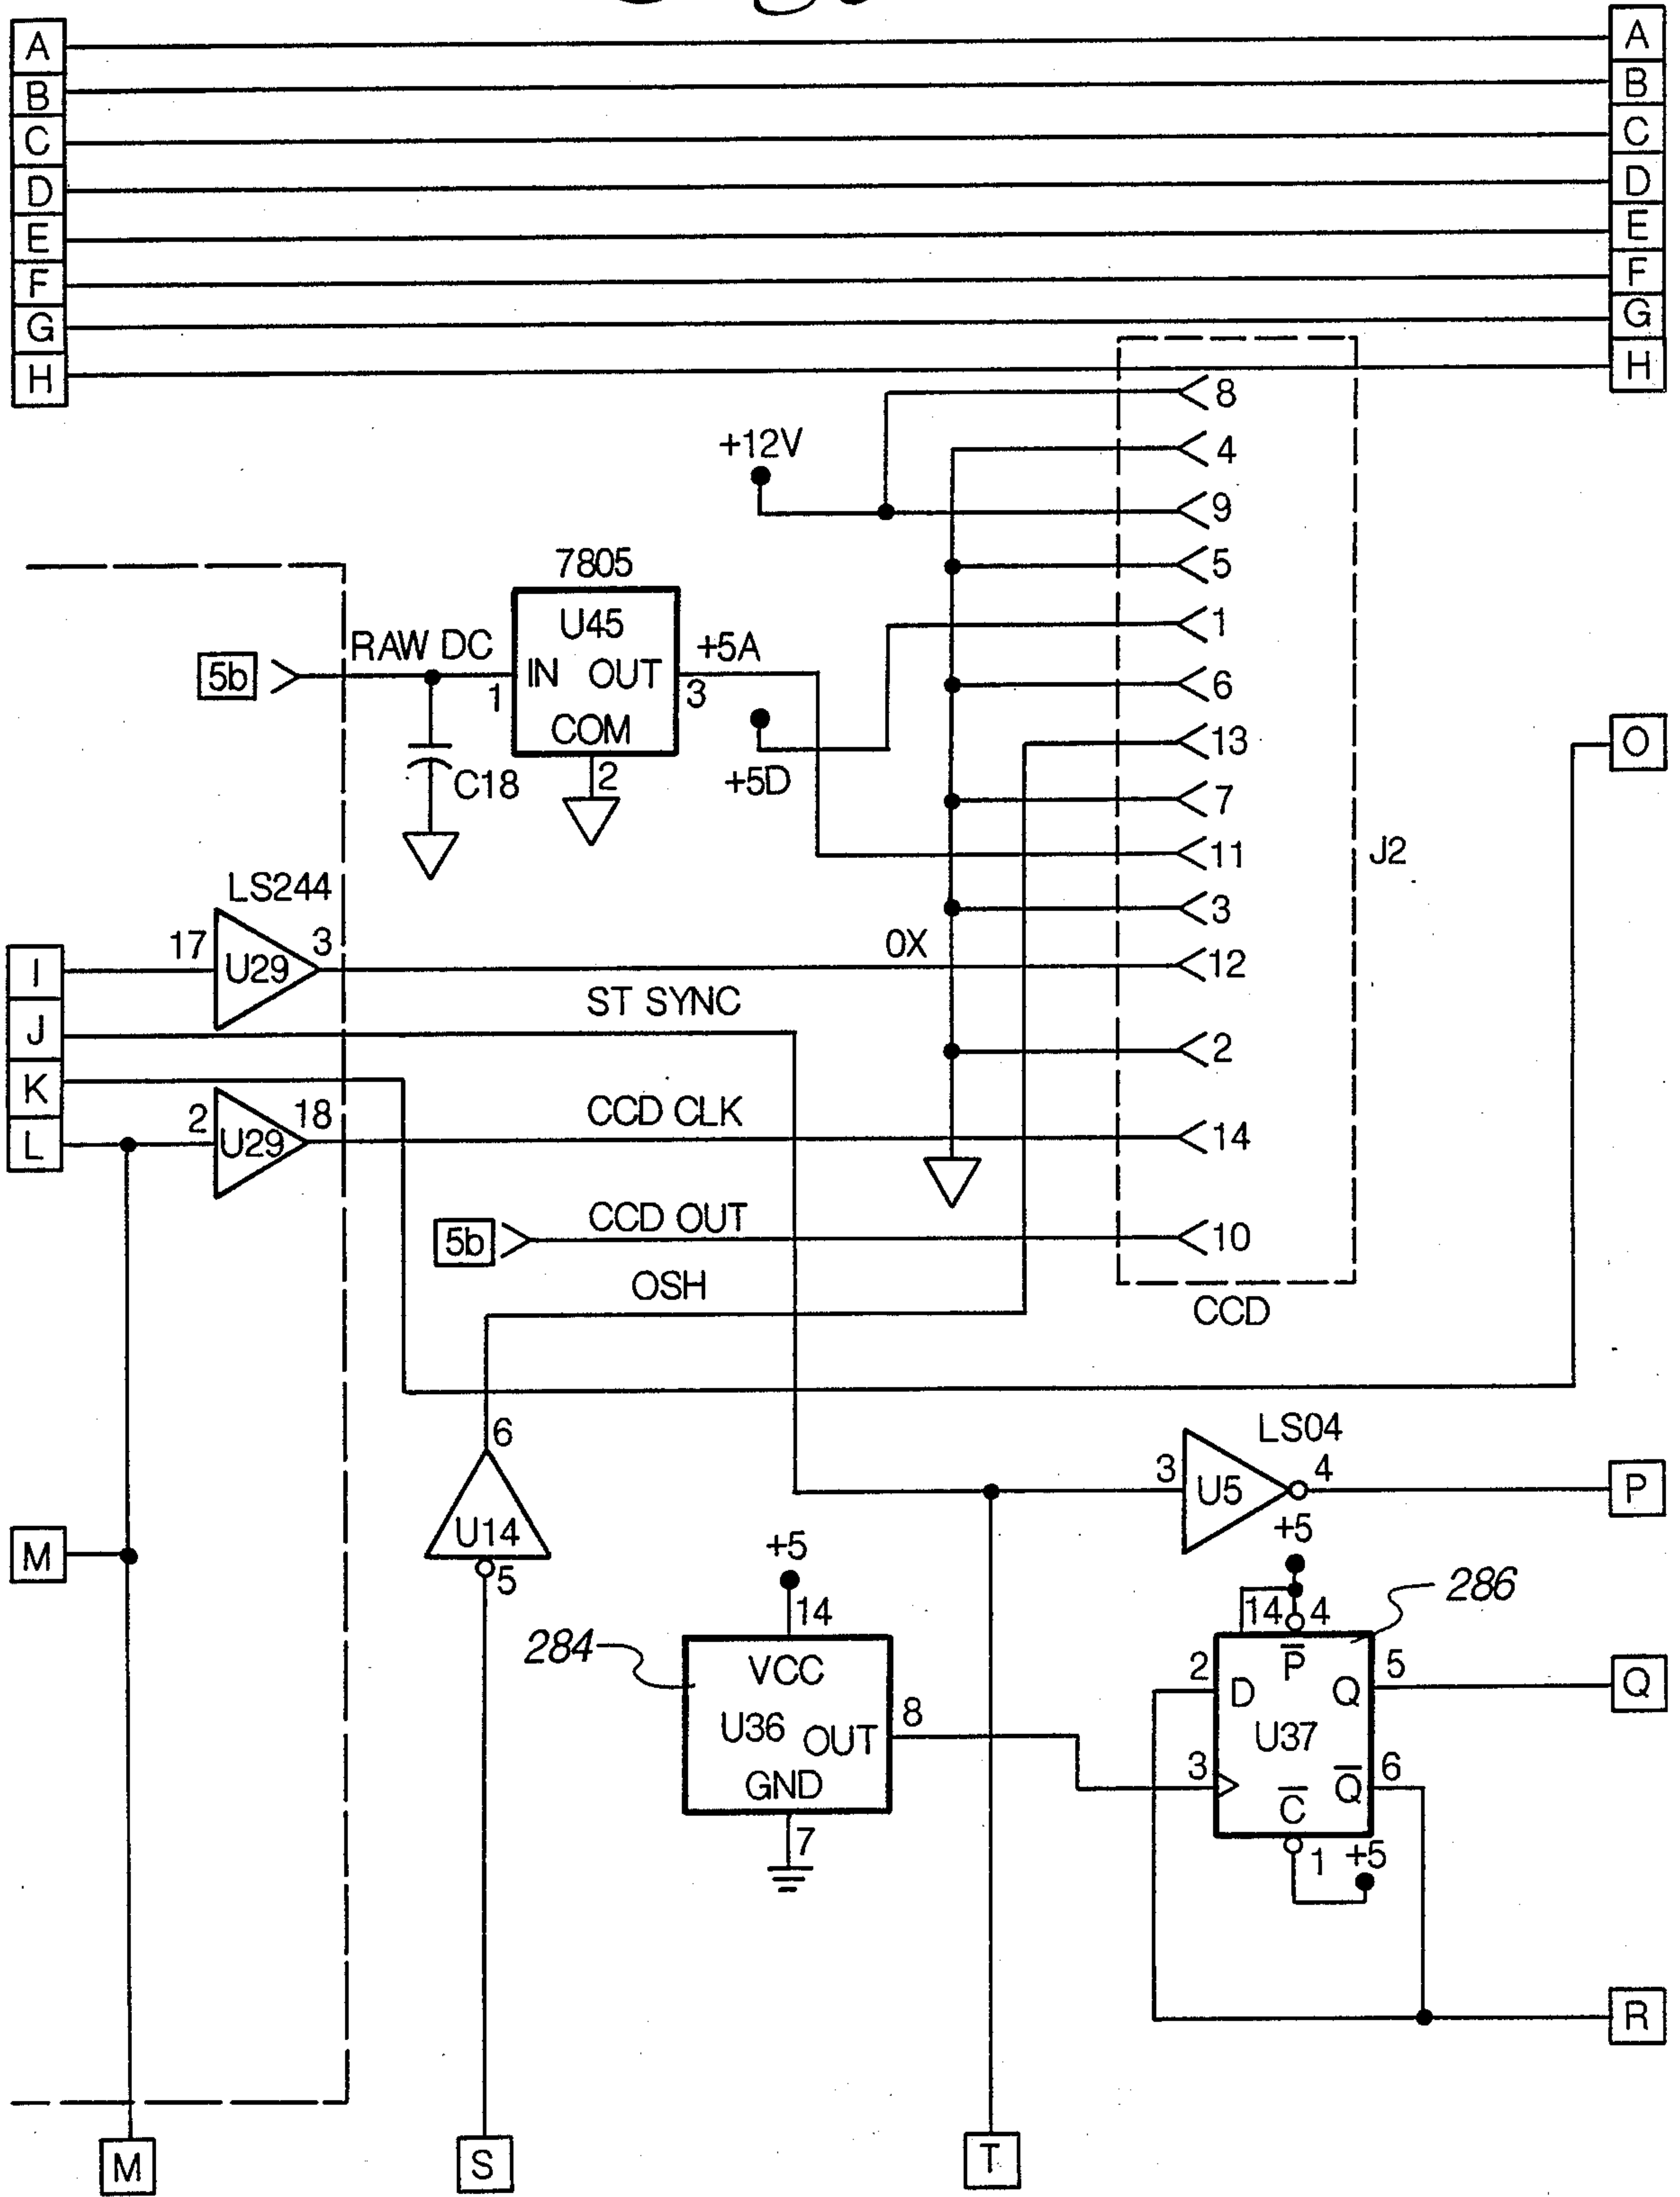 A A
B B
C C
D D
E E
F F
G G
H H
8
+12V 4
9
7805 5
U45 1
RAW DC +5A
5b IN OUT 6
1 3
COM 13 O
2 +5D
C18 7
11 J2
LS244 3
17 3 0X
I U29 12
ST SYNC
J 2
K
2 18 CCD CLK
L U29 14
CCD OUT
5b 10
OSH
CCD
6 LS04
3 4
U5 P
U14 +5
M +5
5 286
14 14 4
284 P
VCC 2 5
D Q Q
U36 8
OUT U37
GND 3 6
C Q
7 1 +5
R
M S T